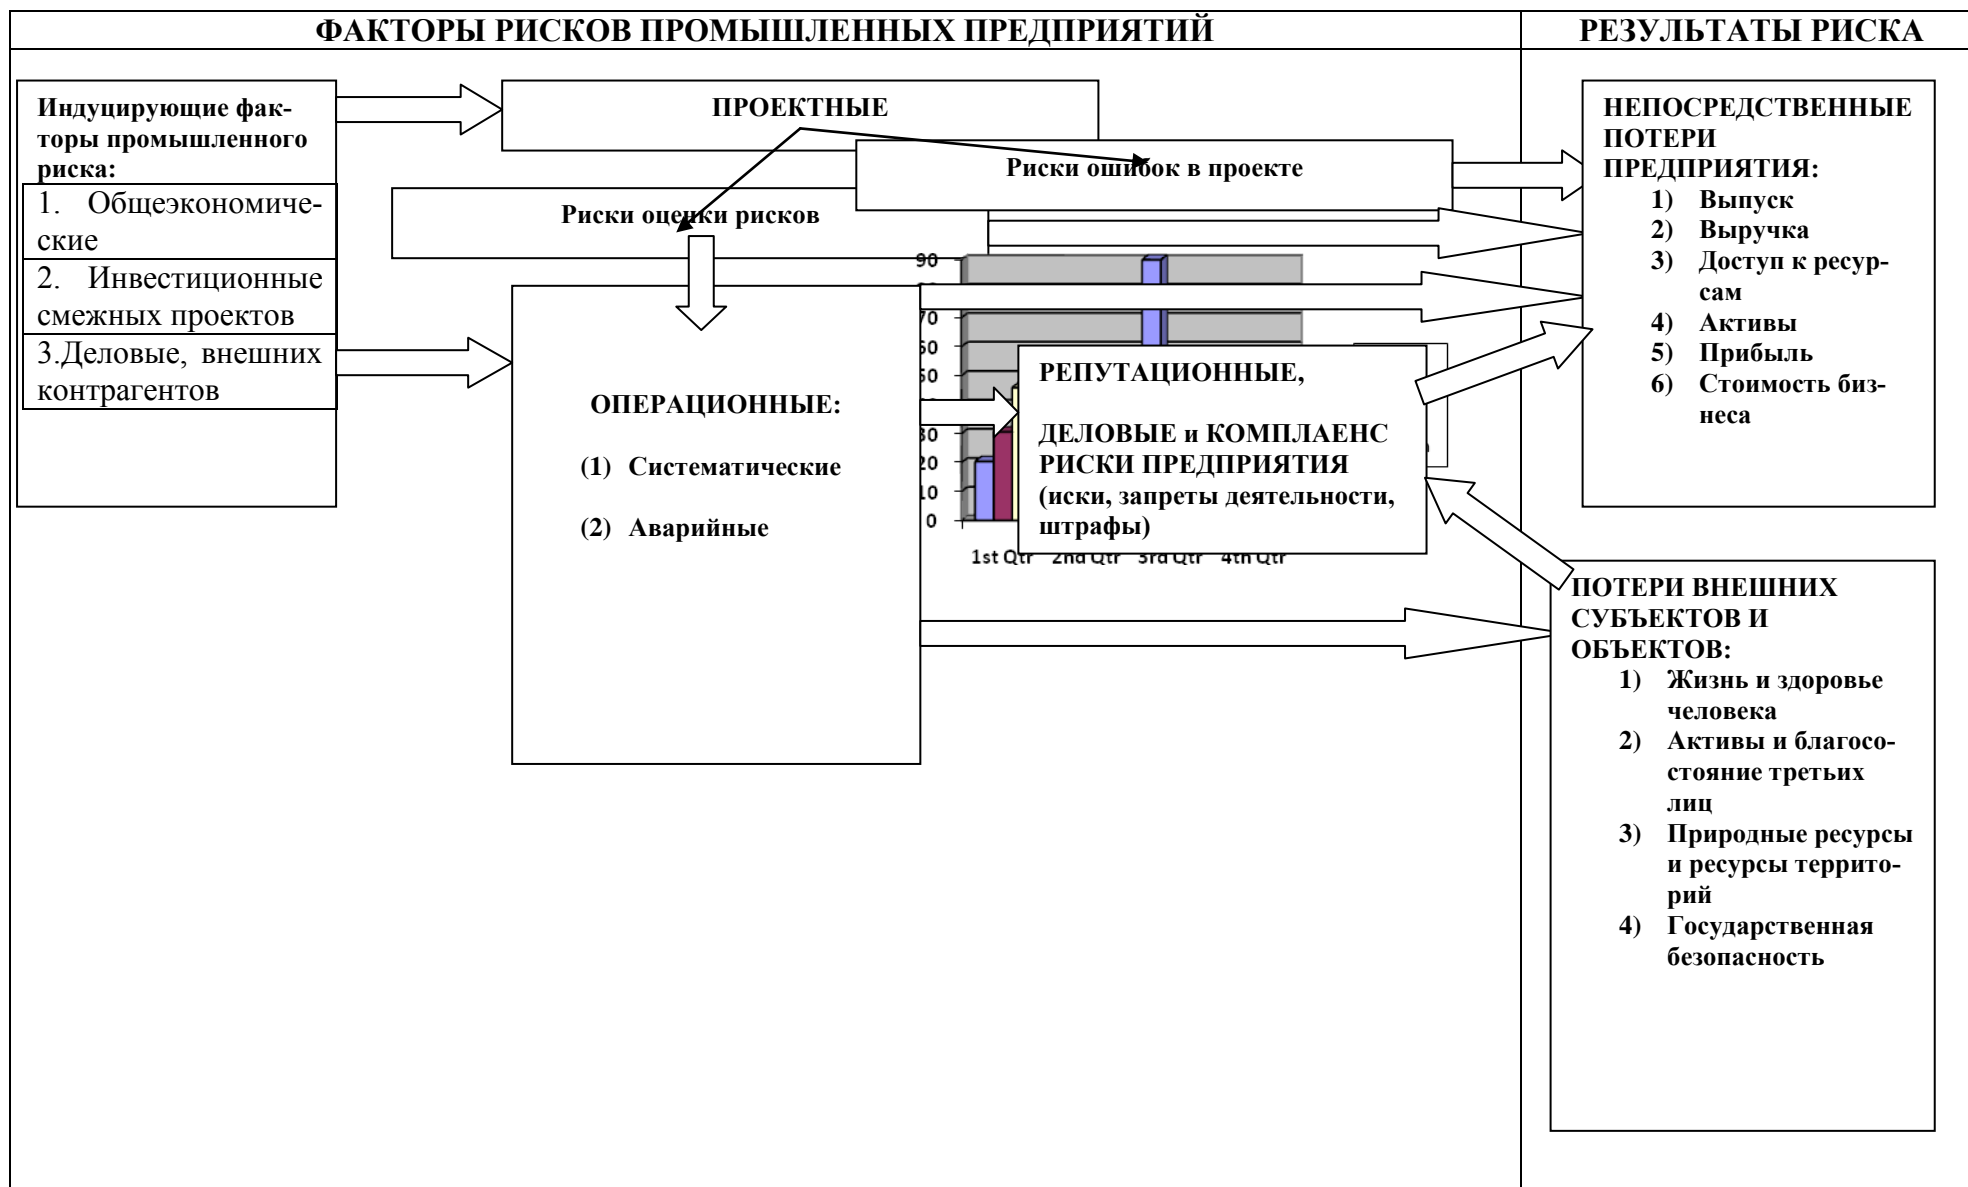 ФАКТОРЫ РИСКОВ ПРОМЫШЛЕННЫХ ПРЕДПРИЯТИЙ
РЕЗУЛЬТАТЫ РИСКА
Индуцирующие фак-
торы промышленного
риска:
1. Общеэкономиче-
ские
2. Инвестиционные
смежных проектов
3.Деловые, внешних
контрагентов
ПРОЕКТНЫЕ
Риски ошибок в проекте
Риски оценки рисков
ОПЕРАЦИОННЫЕ:
(1) Систематические
(2) Аварийные
90
70
60
50
30
20
10
0
1st Qtr 2nd Qtr 3rd Qtr 4th Qtr
РЕПУТАЦИОННЫЕ,
ДЕЛОВЫЕ и КОМПЛАЕНС
РИСКИ ПРЕДПРИЯТИЯ
(иски, запреты деятельности,
штрафы)
НЕПОСРЕДСТВЕННЫЕ
ПОТЕРИ
ПРЕДПРИЯТИЯ:
1) Выпуск
2) Выручка
3) Доступ к ресур-
сам
4) Активы
5) Прибыль
6) Стоимость биз-
неса
ПОТЕРИ ВНЕШНИХ
СУБЪЕКТОВ И
ОБЪЕКТОВ:
1) Жизнь и здоровье
человека
2) Активы и благосо-
стояние третьих
лиц
3) Природные ресурсы
и ресурсы террито-
рий
4) Государственная
безопасность